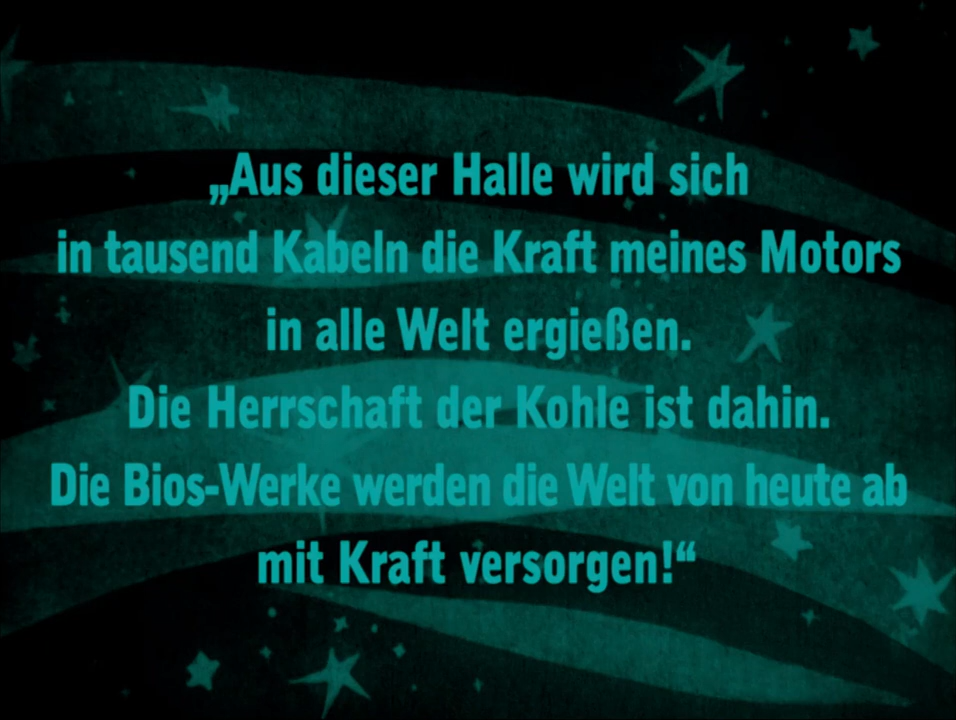 „Aus dieser Halle wird sich
in tausend Kabeln die Kraft meines Motors
in alle Welt ergießen.
Die Herrschaft der Kohle ist dahin.
Die Bios-Werke werden die Welt von heute ab
mit Kraft versorgen!“